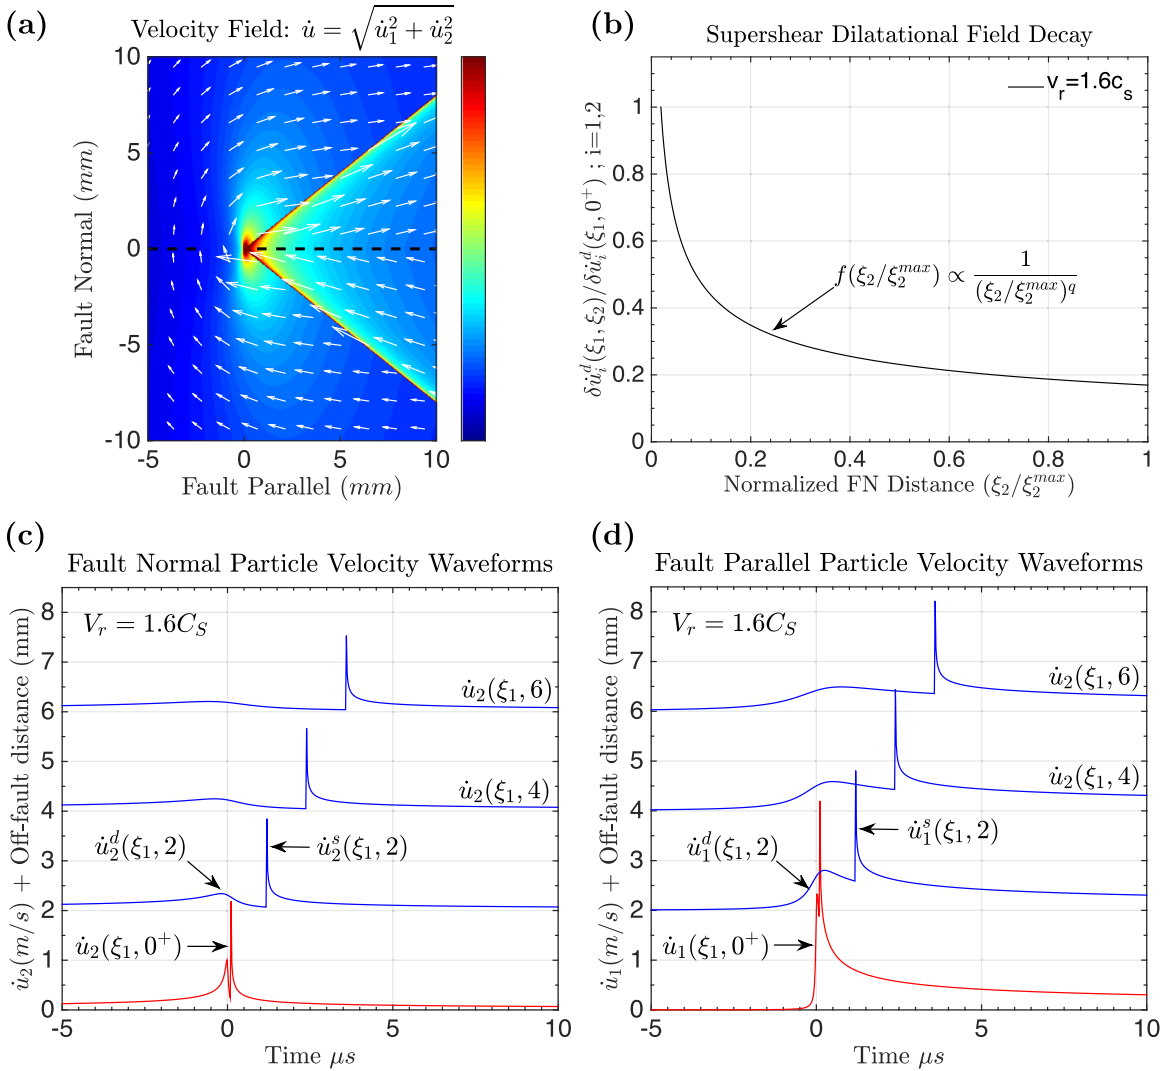 (a)
Velocity Field: u̇ = √(u̇₁² + u̇₂²)
10
5
0
-5
-10
Fault Normal (mm)
-5 0 5 10
Fault Parallel (mm)
(b)
Supershear Dilatational Field Decay
v_r=1.6c_s
1
0.8
0.6
0.4
0.2
0
δu̇ᵢᵈ(ξ₁, ξ₂)/δu̇ᵢᵈ(ξ₁, 0⁺) ; i=1,2
f(ξ₂/ξ₂ᵐᵃˣ) ∝ 1/(ξ₂/ξ₂ᵐᵃˣ)^q
0 0.2 0.4 0.6 0.8 1
Normalized FN Distance (ξ₂/ξ₂ᵐᵃˣ)
(c)
Fault Normal Particle Velocity Waveforms
V_r = 1.6C_S
8
7
6
5
4
3
2
1
0
u̇₂(m/s) + Off-fault distance (mm)
u̇₂(ξ₁, 6)
u̇₂(ξ₁, 4)
u̇₂ᵈ(ξ₁, 2)
u̇₂ˢ(ξ₁, 2)
u̇₂(ξ₁, 0⁺)
-5 0 5 10
Time μs
(d)
Fault Parallel Particle Velocity Waveforms
V_r = 1.6C_S
8
7
6
5
4
3
2
1
0
u̇₁(m/s) + Off-fault distance (mm)
u̇₂(ξ₁, 6)
u̇₂(ξ₁, 4)
u̇₁ᵈ(ξ₁, 2)
u̇₁ˢ(ξ₁, 2)
u̇₁(ξ₁, 0⁺)
-5 0 5 10
Time μs